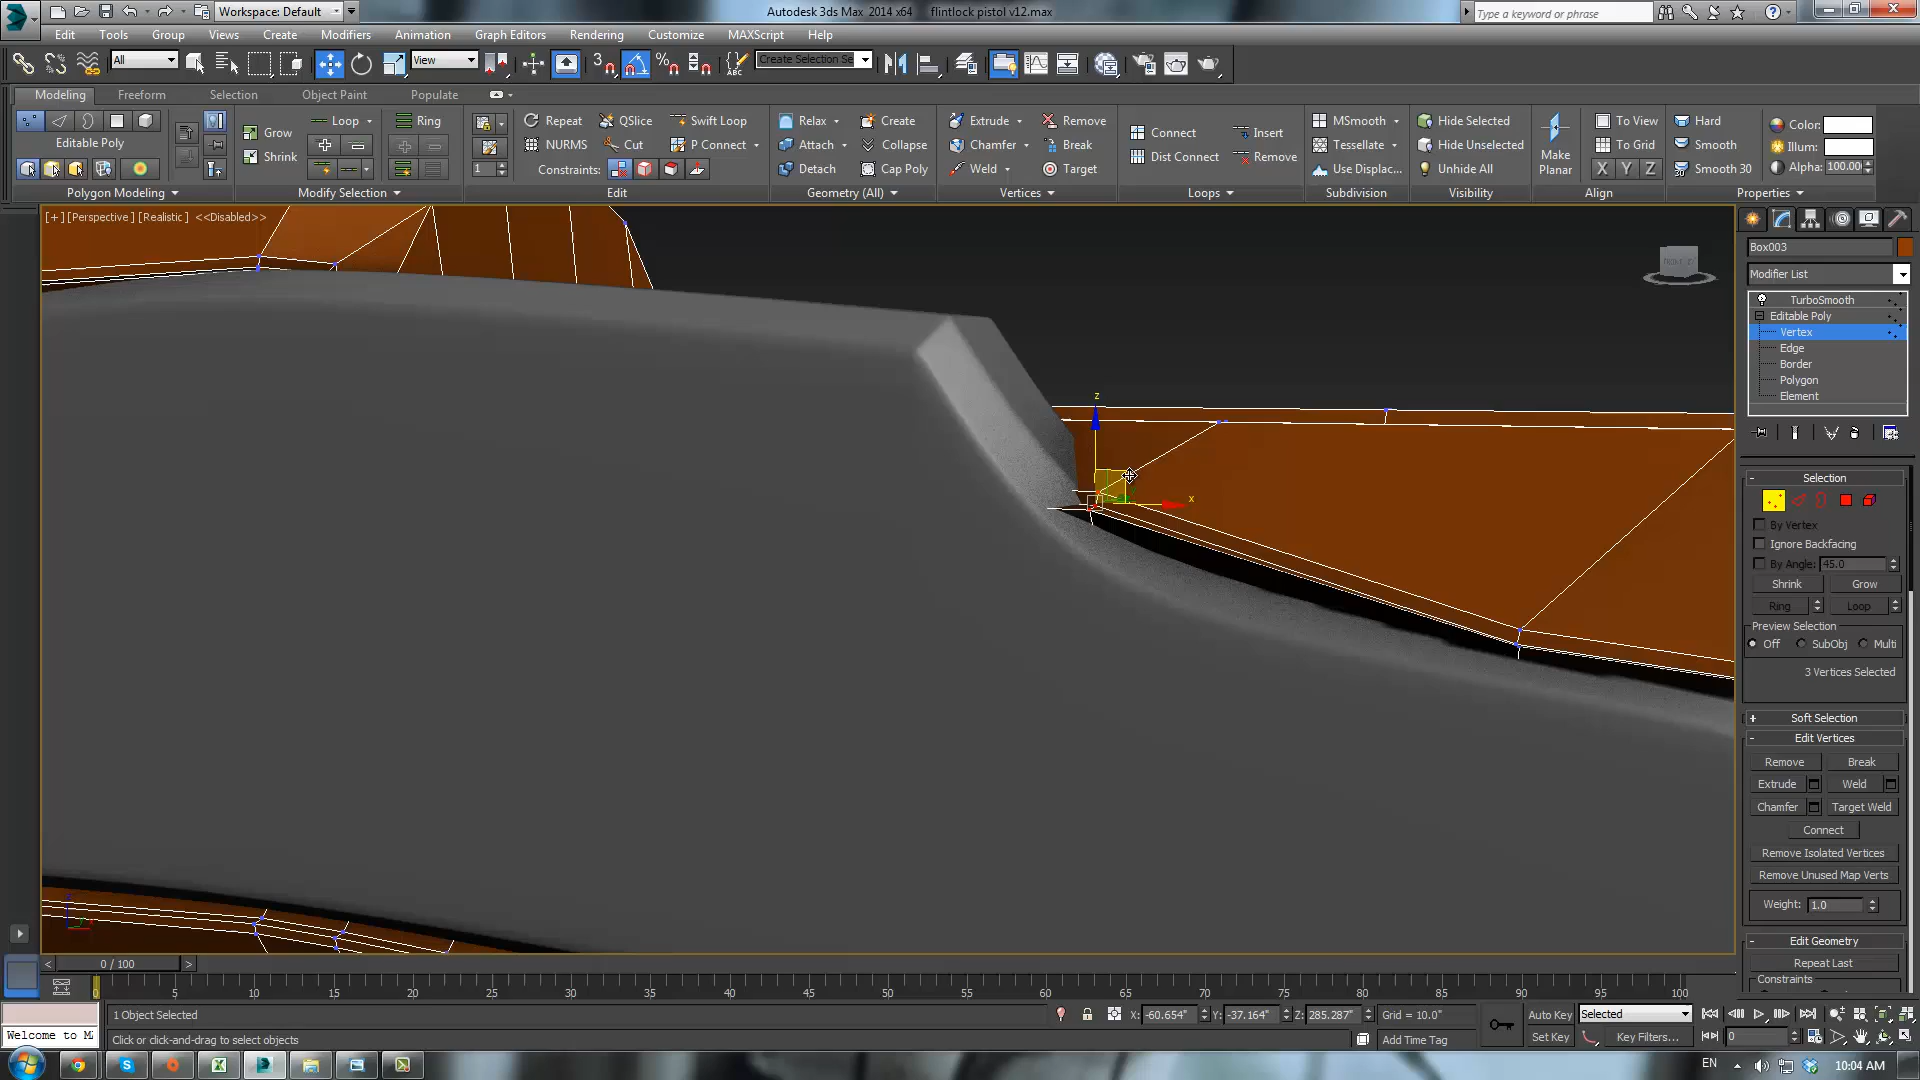 Workspace: Default
Autodesk 3ds Max 2014 x64 flintlock pistol v12.max
Type a keyword or phrase
Edit Tools Group Views Create Modifiers Animation Graph Editors Rendering Customize MAXScript Help
All View Create Selection Se
Modeling Freeform Selection Object Paint Populate
Editable Poly
Polygon Modeling
Grow
Shrink
Loop
Ring
Modify Selection
Repeat QSlice Swift Loop
NURMS Cut P Connect
1 Constraints:
Edit
Relax Create
Attach Collapse
Detach Cap Poly
Geometry (All)
Extrude Remove
Chamfer Break
Weld Target
Vertices
Connect Insert
Dist Connect Remove
Loops
MSmooth
Tessellate
Use Displac...
Subdivision
Hide Selected
Hide Unselected
Unhide All
Visibility
Make Planar
To View
To Grid
X Y Z
Align
Hard
Smooth
Smooth 30
Color:
Illum:
Alpha: 100.00
Properties
[+] [Perspective] [Realistic] <<Disabled>>
z
x
Box003
Modifier List
TurboSmooth
Editable Poly
Vertex
Edge
Border
Polygon
Element
Selection
By Vertex
Ignore Backfacing
By Angle: 45.0
Shrink Grow
Ring Loop
Preview Selection
Off SubObj Multi
3 Vertices Selected
Soft Selection
Edit Vertices
Remove Break
Extrude Weld
Chamfer Target Weld
Connect
Remove Isolated Vertices
Remove Unused Map Verts
Weight: 1.0
Edit Geometry
Repeat Last
Constraints
0 / 100
5 10 15 20 25 30 35 40 45 50 55 60 65 70 75 80 85 90 95 100
1 Object Selected
X: -60.654" Y: -37.164" Z: 285.287" Grid = 10.0"
Auto Key Selected
Welcome to M
Click or click-and-drag to select objects
Add Time Tag
Set Key Key Filters... 0
EN 10:04 AM